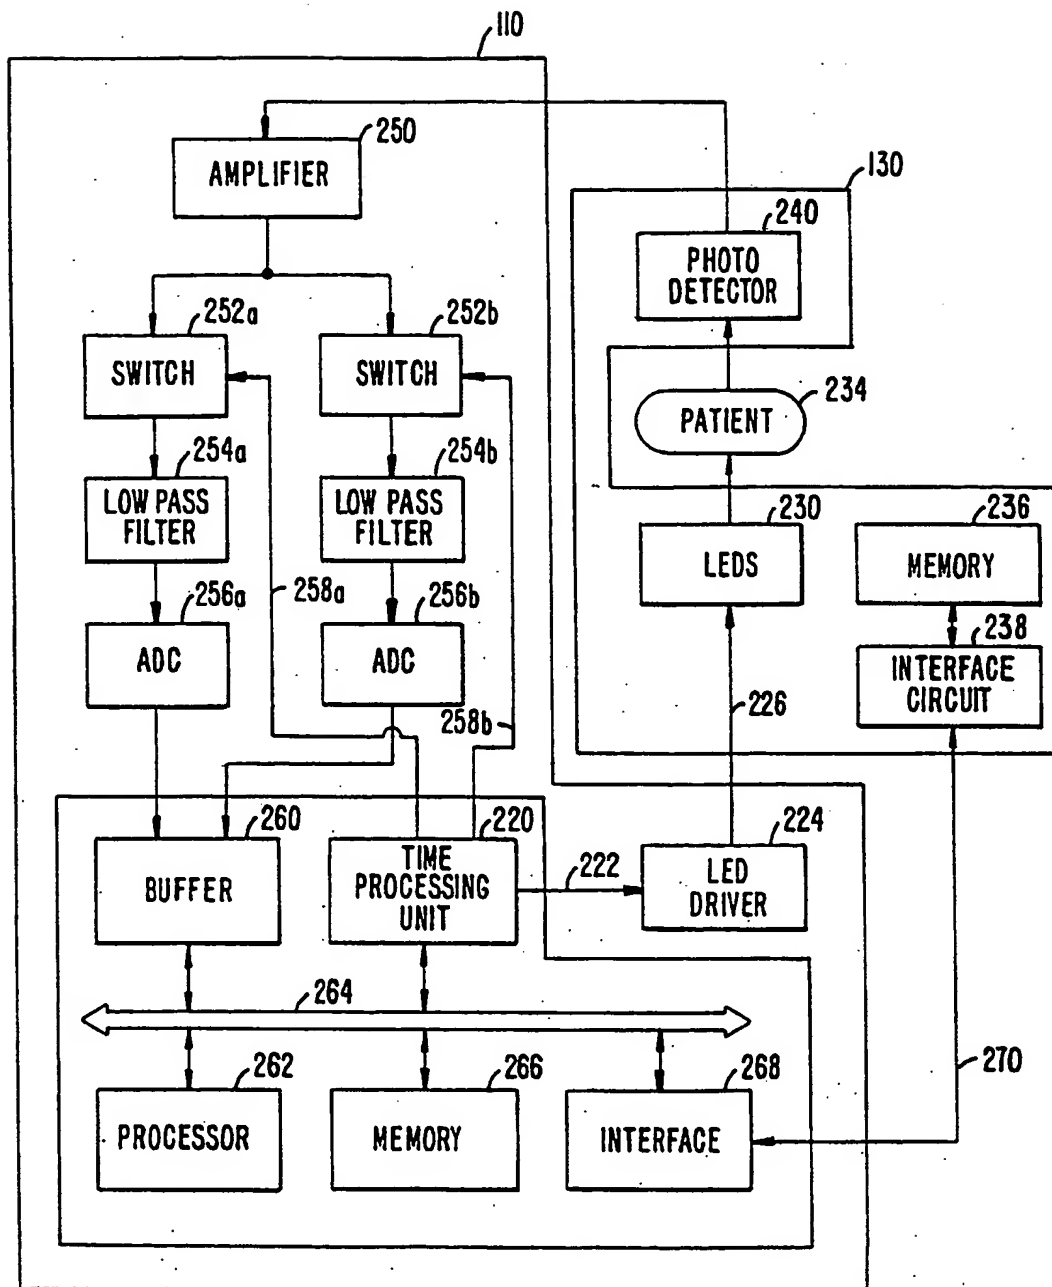 110
250
AMPLIFIER
130
240
PHOTO
DETECTOR
252a
252b
SWITCH
SWITCH
234
PATIENT
254a
254b
LOW PASS
FILTER
LOW PASS
FILTER
230
236
LEDS
MEMORY
256a
258a
256b
238
ADC
ADC
INTERFACE
CIRCUIT
226
258b
260
220
224
BUFFER
TIME
PROCESSING
UNIT
222
LED
DRIVER
264
262
266
268
270
PROCESSOR
MEMORY
INTERFACE